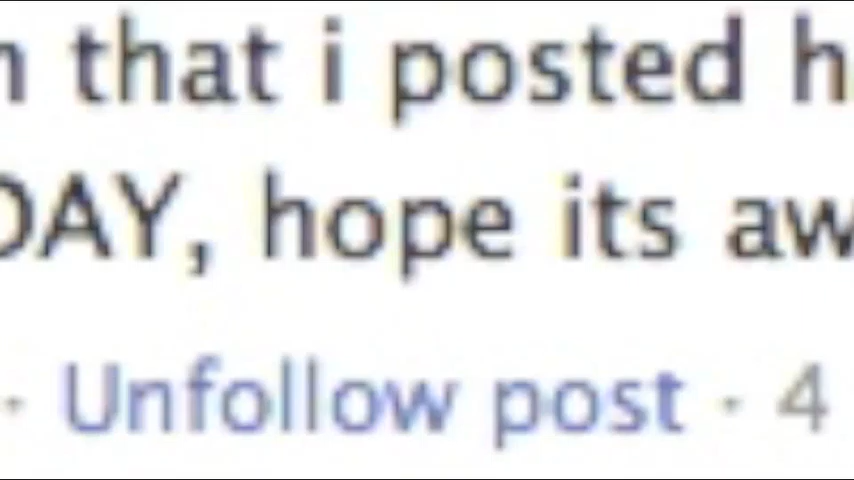 n that i posted h
DAY, hope its aw
· Unfollow post · 4